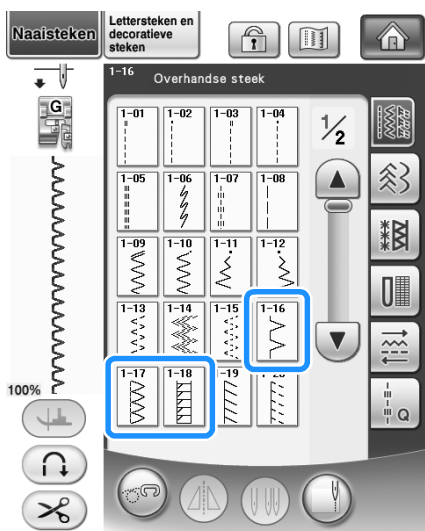 Naaisteken
Lettersteken en
decoratieve
steken
1-16 Overhandse steek
G
1-01 1-02 1-03 1-04
1/2
1-05 1-06 1-07 1-08
1-09 1-10 1-11 1-12
1-13 1-14 1-15 1-16
1-17 1-18 1-19
100%
Q